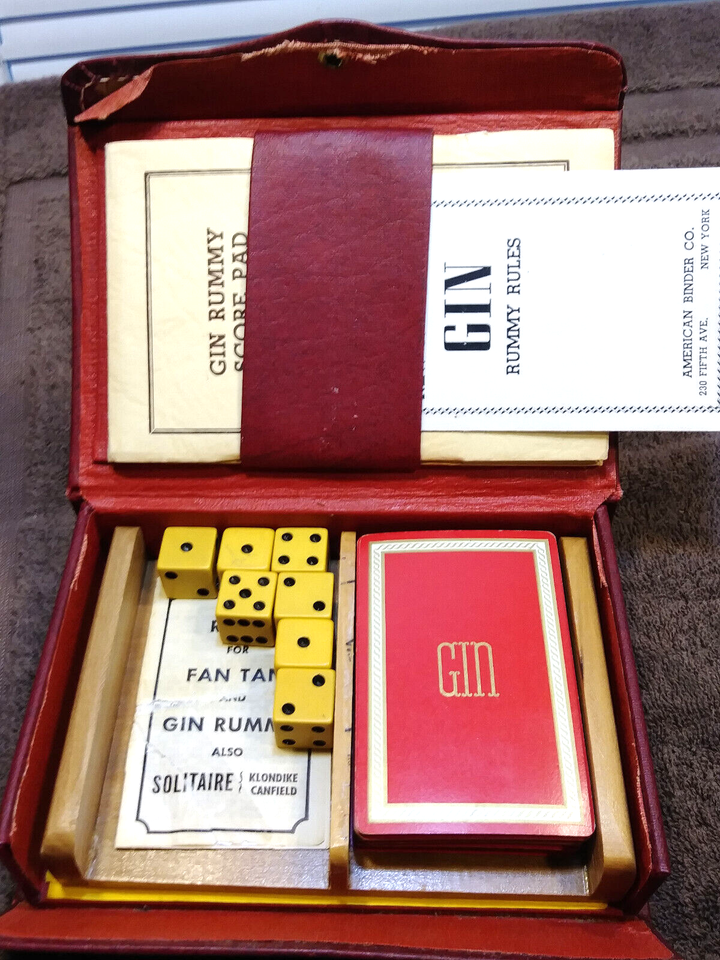 GIN RUMMY
SCORE PAD
GIN
RUMMY RULES
AMERICAN BINDER CO.
230 FIFTH AVE. NEW YORK
FOR
FAN TAN
AND
GIN RUMM
ALSO
SOLITAIRE { KLONDIKE
CANFIELD
GIN